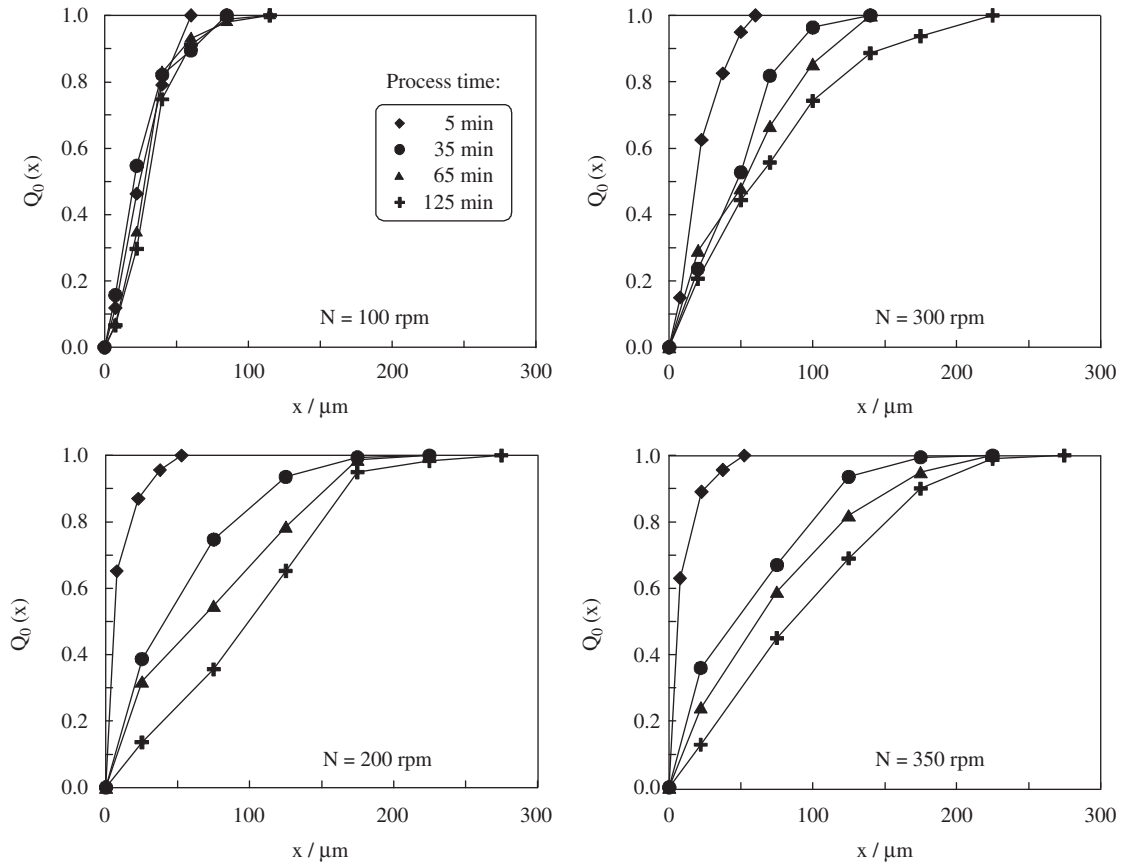 1.0
0.8
0.6
0.4
0.2
0.0
Q0 (x)
Process time:
5 min
35 min
65 min
125 min
N = 100 rpm
0 100 200 300
x / μm
1.0
0.8
0.6
0.4
0.2
0.0
Q0 (x)
N = 300 rpm
0 100 200 300
x / μm
1.0
0.8
0.6
0.4
0.2
0.0
Q0 (x)
N = 200 rpm
0 100 200 300
x / μm
1.0
0.8
0.6
0.4
0.2
0.0
Q0 (x)
N = 350 rpm
0 100 200 300
x / μm